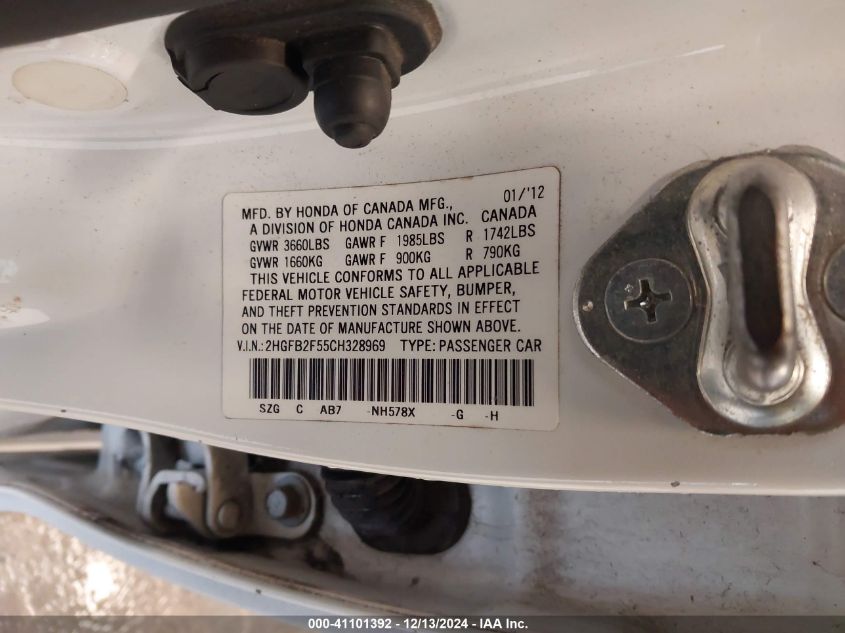 01/'12
MFD. BY HONDA OF CANADA MFG.,
A DIVISION OF HONDA CANADA INC. CANADA
GVWR 3660LBS GAWR F 1985LBS R 1742LBS
GVWR 1660KG GAWR F 900KG R 790KG
THIS VEHICLE CONFORMS TO ALL APPLICABLE
FEDERAL MOTOR VEHICLE SAFETY, BUMPER,
AND THEFT PREVENTION STANDARDS IN EFFECT
ON THE DATE OF MANUFACTURE SHOWN ABOVE.
V.I.N.: 2HGFB2F55CH328969 TYPE: PASSENGER CAR
SZG C AB7 -NH578X -G -H
000-41101392 - 12/13/2024 - IAA Inc.